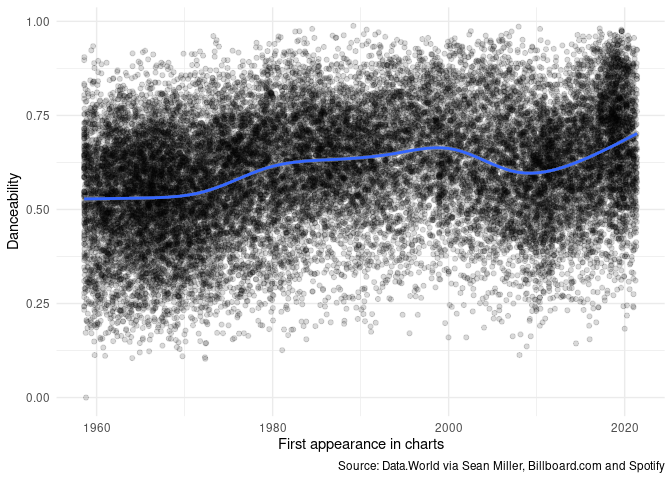 1.00
0.75
Danceability
0.50
0.25
0.00
1960 1980 2000 2020
First appearance in charts
Source: Data.World via Sean Miller, Billboard.com and Spotify